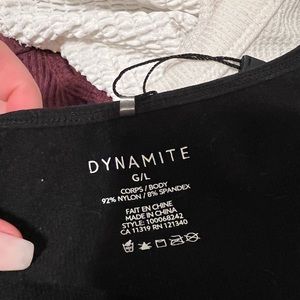 DYNAMITE
G/L
CORPS / BODY
92% NYLON / 8% SPANDEX
FAIT EN CHINE
MADE IN CHINA
STYLE: 100068242
CA 11319 RN 121340